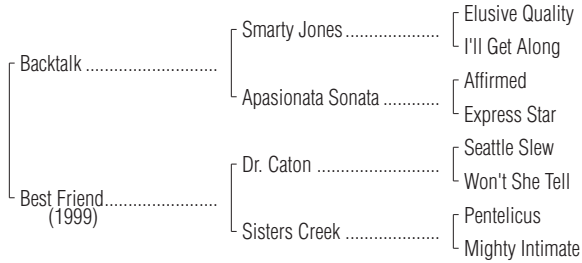 Elusive Quality
Smarty Jones ....................
I'll Get Along
Backtalk ...........................
Affirmed
Apasionata Sonata ............
Express Star
Seattle Slew
Dr. Caton ..........................
Won't She Tell
Best Friend.......................
(1999)
Pentelicus
Sisters Creek ....................
Mighty Intimate